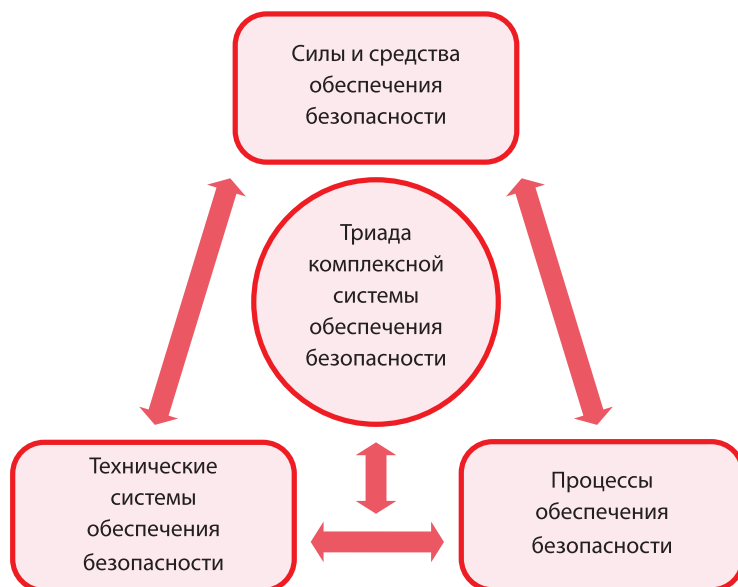 Силы и средства
обеспечения
безопасности
Триада
комплексной
системы
обеспечения
безопасности
Технические
системы
обеспечения
безопасности
Процессы
обеспечения
безопасности